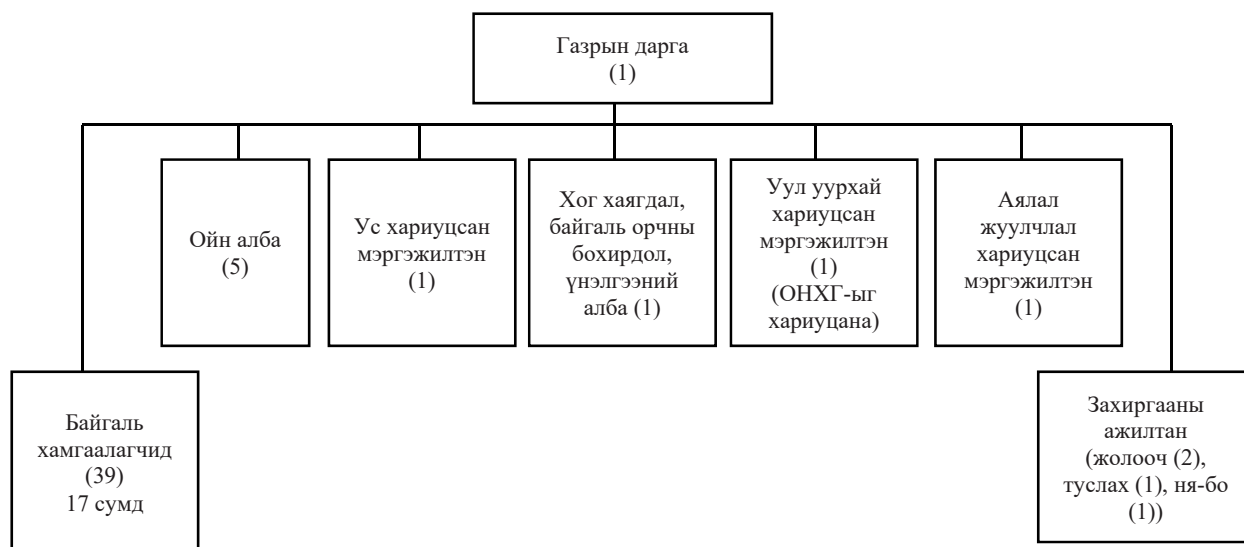 Газрын дарга
(1)
Ойн алба
(5)
Ус хариуцсан
мэргэжилтэн
(1)
Хог хаягдал,
байгаль орчны
бохирдол,
үнэлгээний
алба (1)
Уул уурхай
хариуцсан
мэргэжилтэн
(1)
(ОНХГ-ыг
хариуцана)
Аялал
жуулчлал
хариуцсан
мэргэжилтэн
(1)
Байгаль
хамгаалагчид
(39)
17 сумд
Захиргааны
ажилтан
(жолооч (2),
туслах (1), ня-бо
(1))